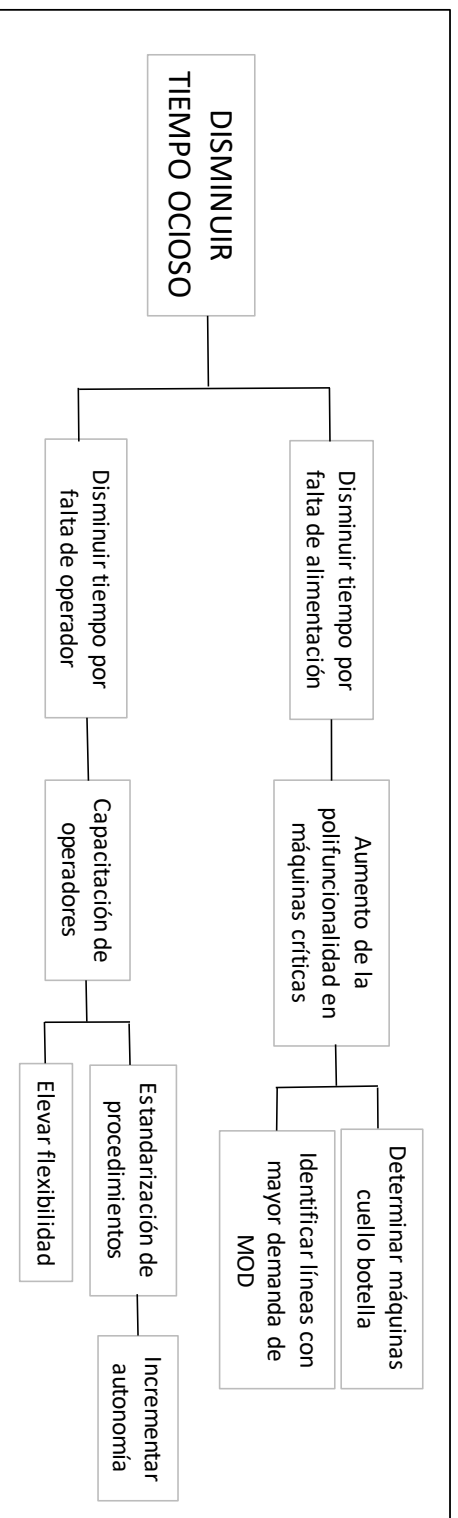 DISMINUIR
TIEMPO OCIOSO
Disminuir tiempo por
falta de alimentación
Aumento de la
polifuncionalidad en
máquinas críticas
Determinar máquinas
cuello botella
Identificar líneas con
mayor demanda de
MOD
Disminuir tiempo por
falta de operador
Capacitación de
operadores
Estandarización de
procedimientos
Incrementar
autonomía
Elevar flexibilidad